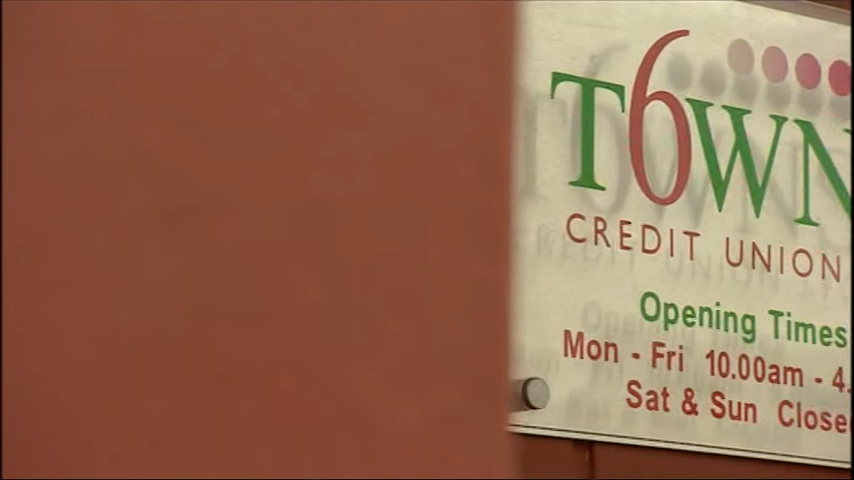 T6WN
CREDIT UNION
Opening Times
Mon - Fri 10.00am - 4.
Sat & Sun Close